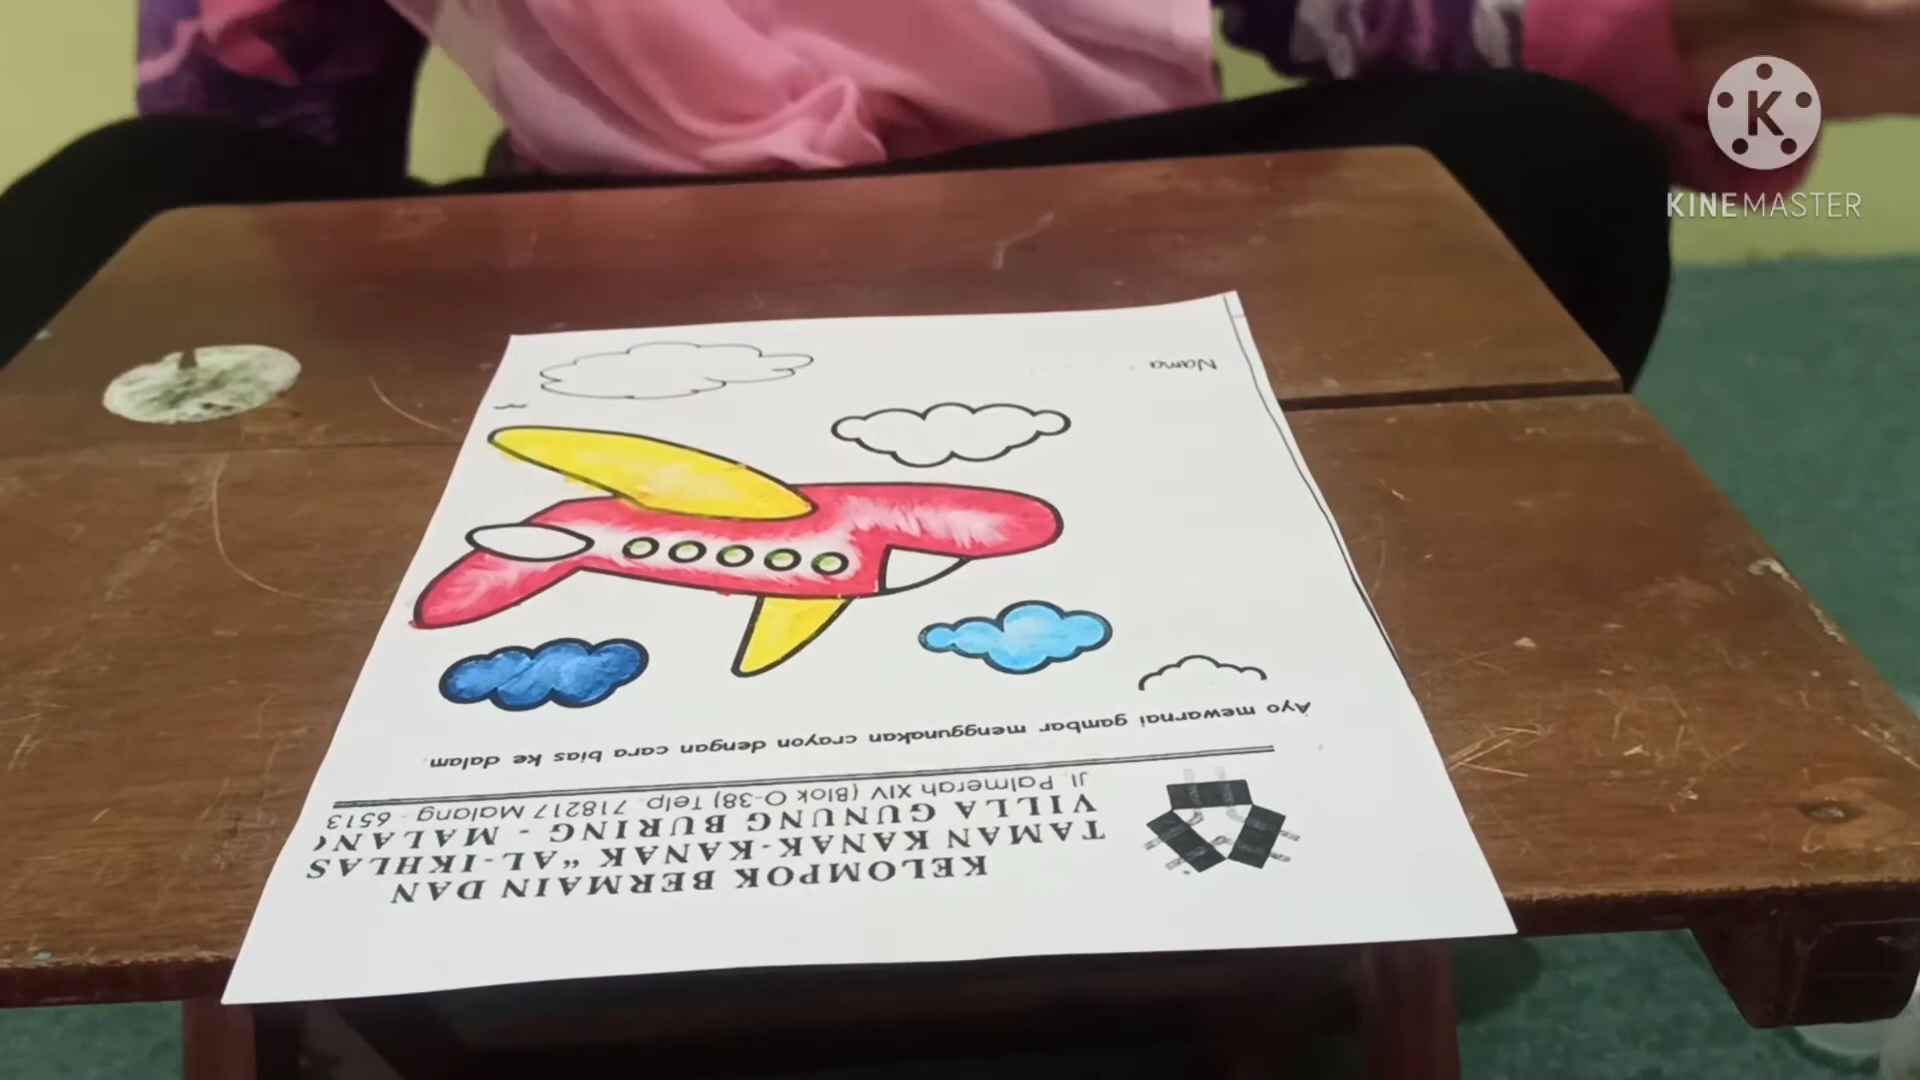 KELOMPOK BERMAIN DAN
TAMAN KANAK-KANAK “AL-IKHLAS
VILLA GUNUNG BURING - MALAN
Jl. Palmerah XIV (Blok O-38) Telp. 718217 Malang - 6513
Ayo mewarnai gambar menggunakan crayon dengan cara bias ke dalam.
Nama :
K
KINEMASTER